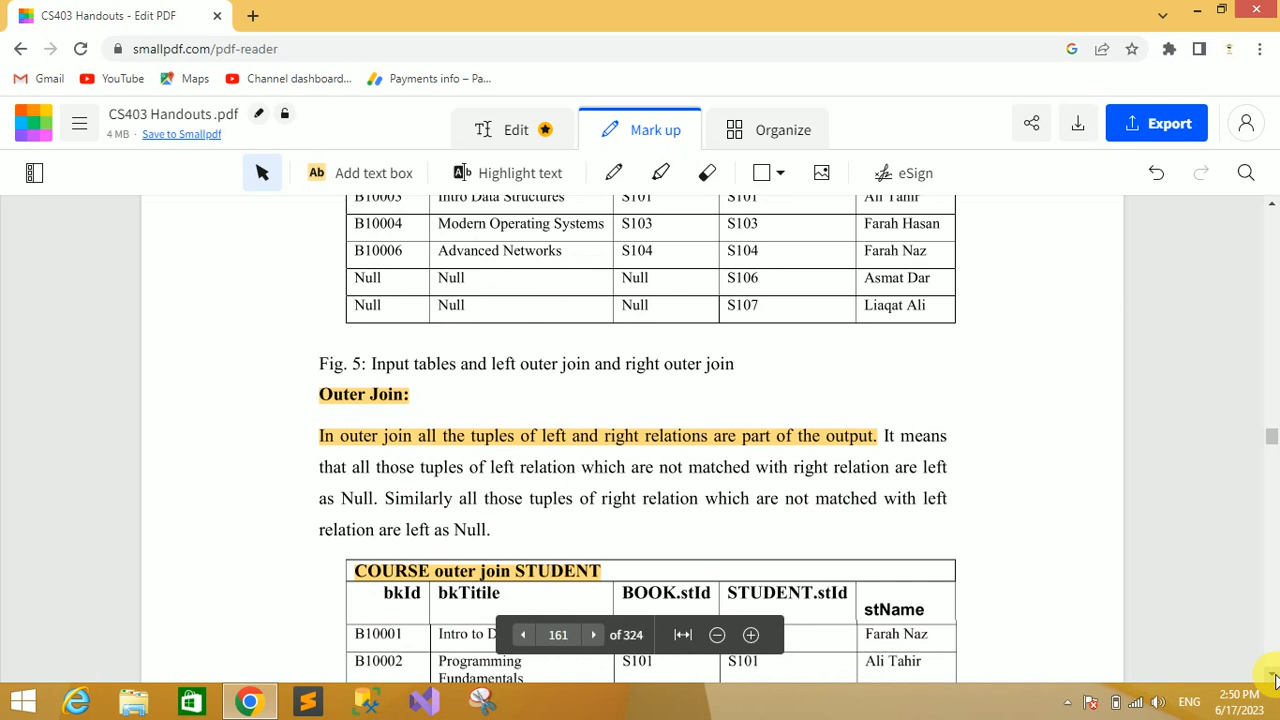 CS403 Handouts - Edit PDF
smallpdf.com/pdf-reader
Gmail YouTube Maps Channel dashboard... Payments info – Pa...
CS403 Handouts .pdf
4 MB Save to Smallpdf
Edit Mark up Organize Export
Ab Add text box Highlight text eSign
B10003 Intro Data Structures S101 S101 Ali Tahir
B10004 Modern Operating Systems S103 S103 Farah Hasan
B10006 Advanced Networks S104 S104 Farah Naz
Null Null Null S106 Asmat Dar
Null Null Null S107 Liaqat Ali
Fig. 5: Input tables and left outer join and right outer join
Outer Join:
In outer join all the tuples of left and right relations are part of the output. It means
that all those tuples of left relation which are not matched with right relation are left
as Null. Similarly all those tuples of right relation which are not matched with left
relation are left as Null.
COURSE outer join STUDENT
bkId bkTitile BOOK.stId STUDENT.stId stName
B10001 Intro to D Farah Naz
161 of 324
B10002 Programming Fundamentals S101 S101 Ali Tahir
ENG
2:50 PM
6/17/2023